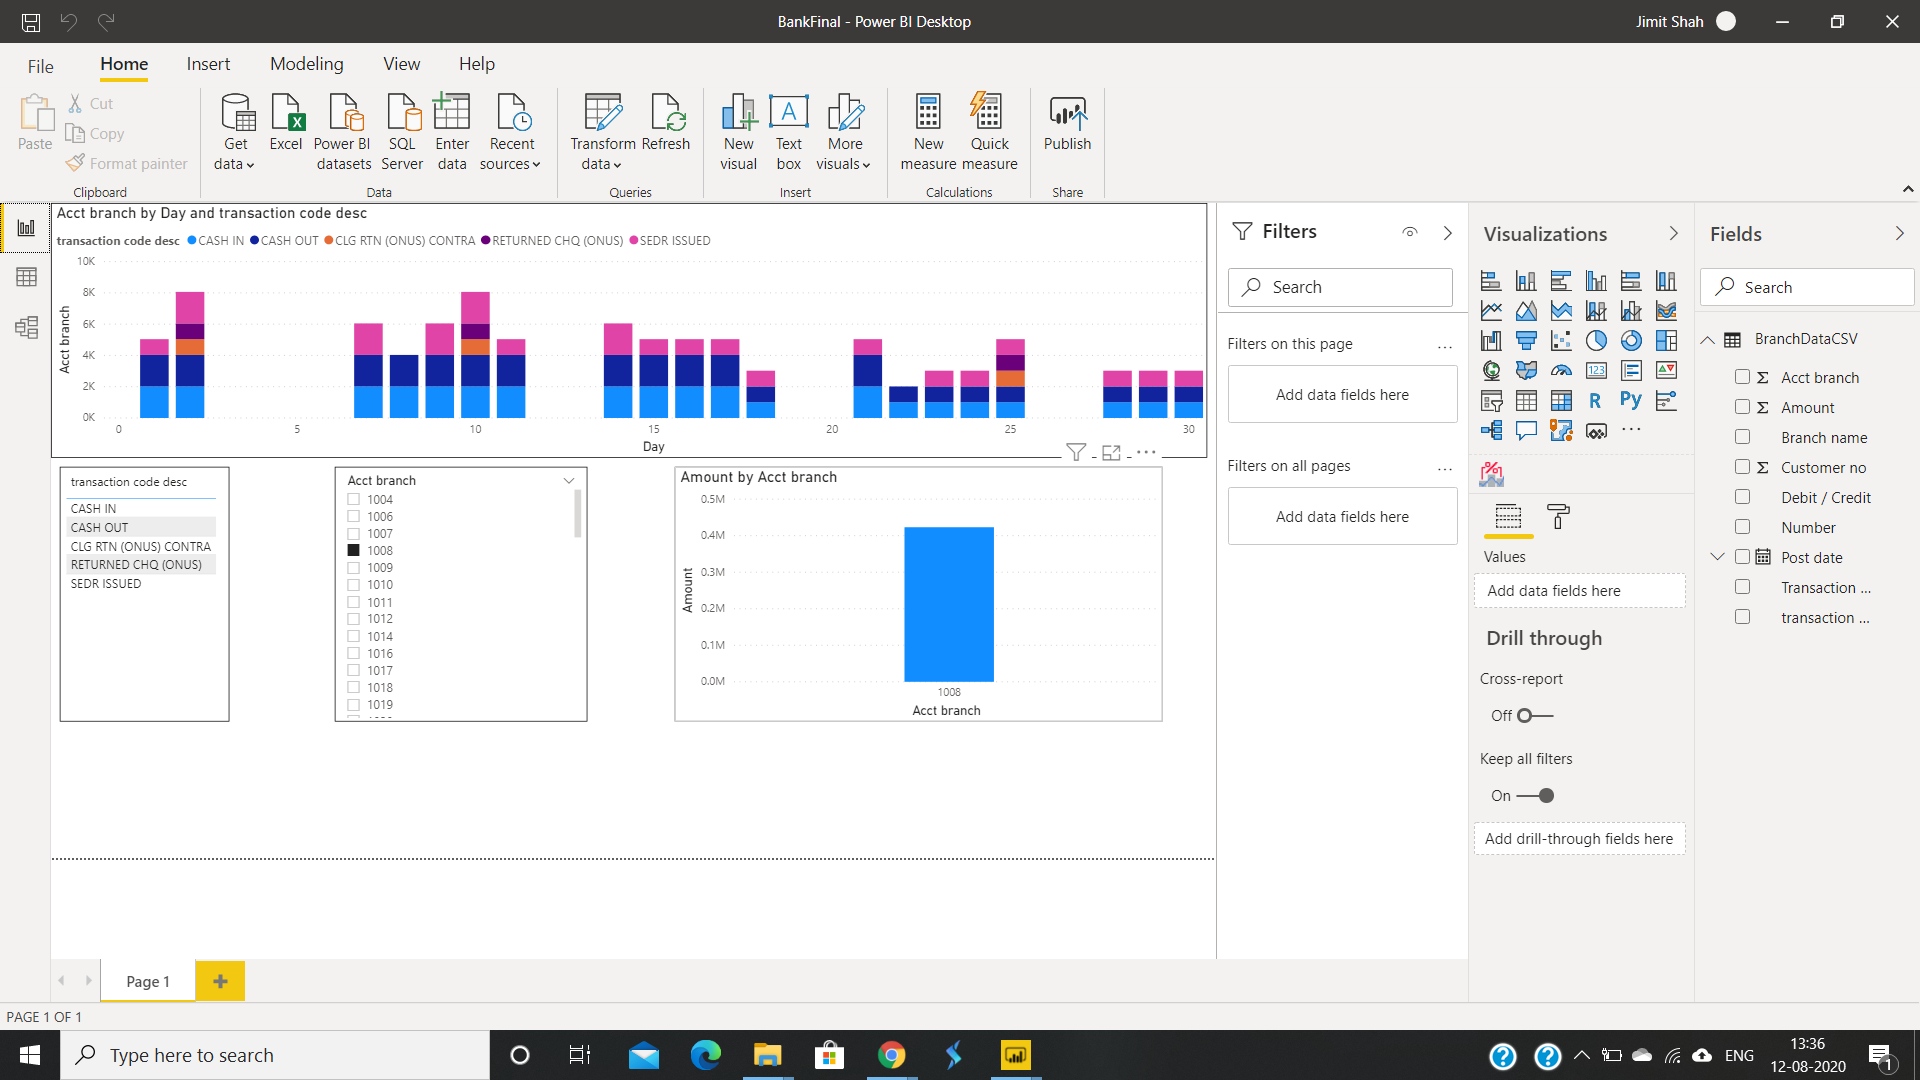 BankFinal - Power BI Desktop
Jimit Shah
File
Home
Insert
Modeling
View
Help
Paste
Cut
Copy
Format painter
Clipboard
Get data
Excel
Power BI datasets
SQL Server
Enter data
Recent sources
Data
Transform data
Refresh
Queries
New visual
Text box
More visuals
Insert
New measure
Quick measure
Calculations
Publish
Share
Acct branch by Day and transaction code desc
transaction code desc CASH IN CASH OUT CLG RTN (ONUS) CONTRA RETURNED CHQ (ONUS) SEDR ISSUED
10K
8K
6K
4K
2K
0K
Acct branch
0 5 10 15 20 25 30
Day
transaction code desc
CASH IN
CASH OUT
CLG RTN (ONUS) CONTRA
RETURNED CHQ (ONUS)
SEDR ISSUED
Acct branch
1004
1006
1007
1008
1009
1010
1011
1012
1014
1016
1017
1018
1019
Amount by Acct branch
0.5M
0.4M
0.3M
0.2M
0.1M
0.0M
Amount
1008
Acct branch
Filters
Search
Filters on this page
...
Add data fields here
Filters on all pages
...
Add data fields here
Visualizations
123
R
Py
...
Values
Add data fields here
Drill through
Cross-report
Off
Keep all filters
On
Add drill-through fields here
Fields
Search
BranchDataCSV
Σ Acct branch
Σ Amount
Branch name
Σ Customer no
Debit / Credit
Number
Post date
Transaction ...
transaction ...
Page 1
PAGE 1 OF 1
Type here to search
ENG
13:36
12-08-2020
1